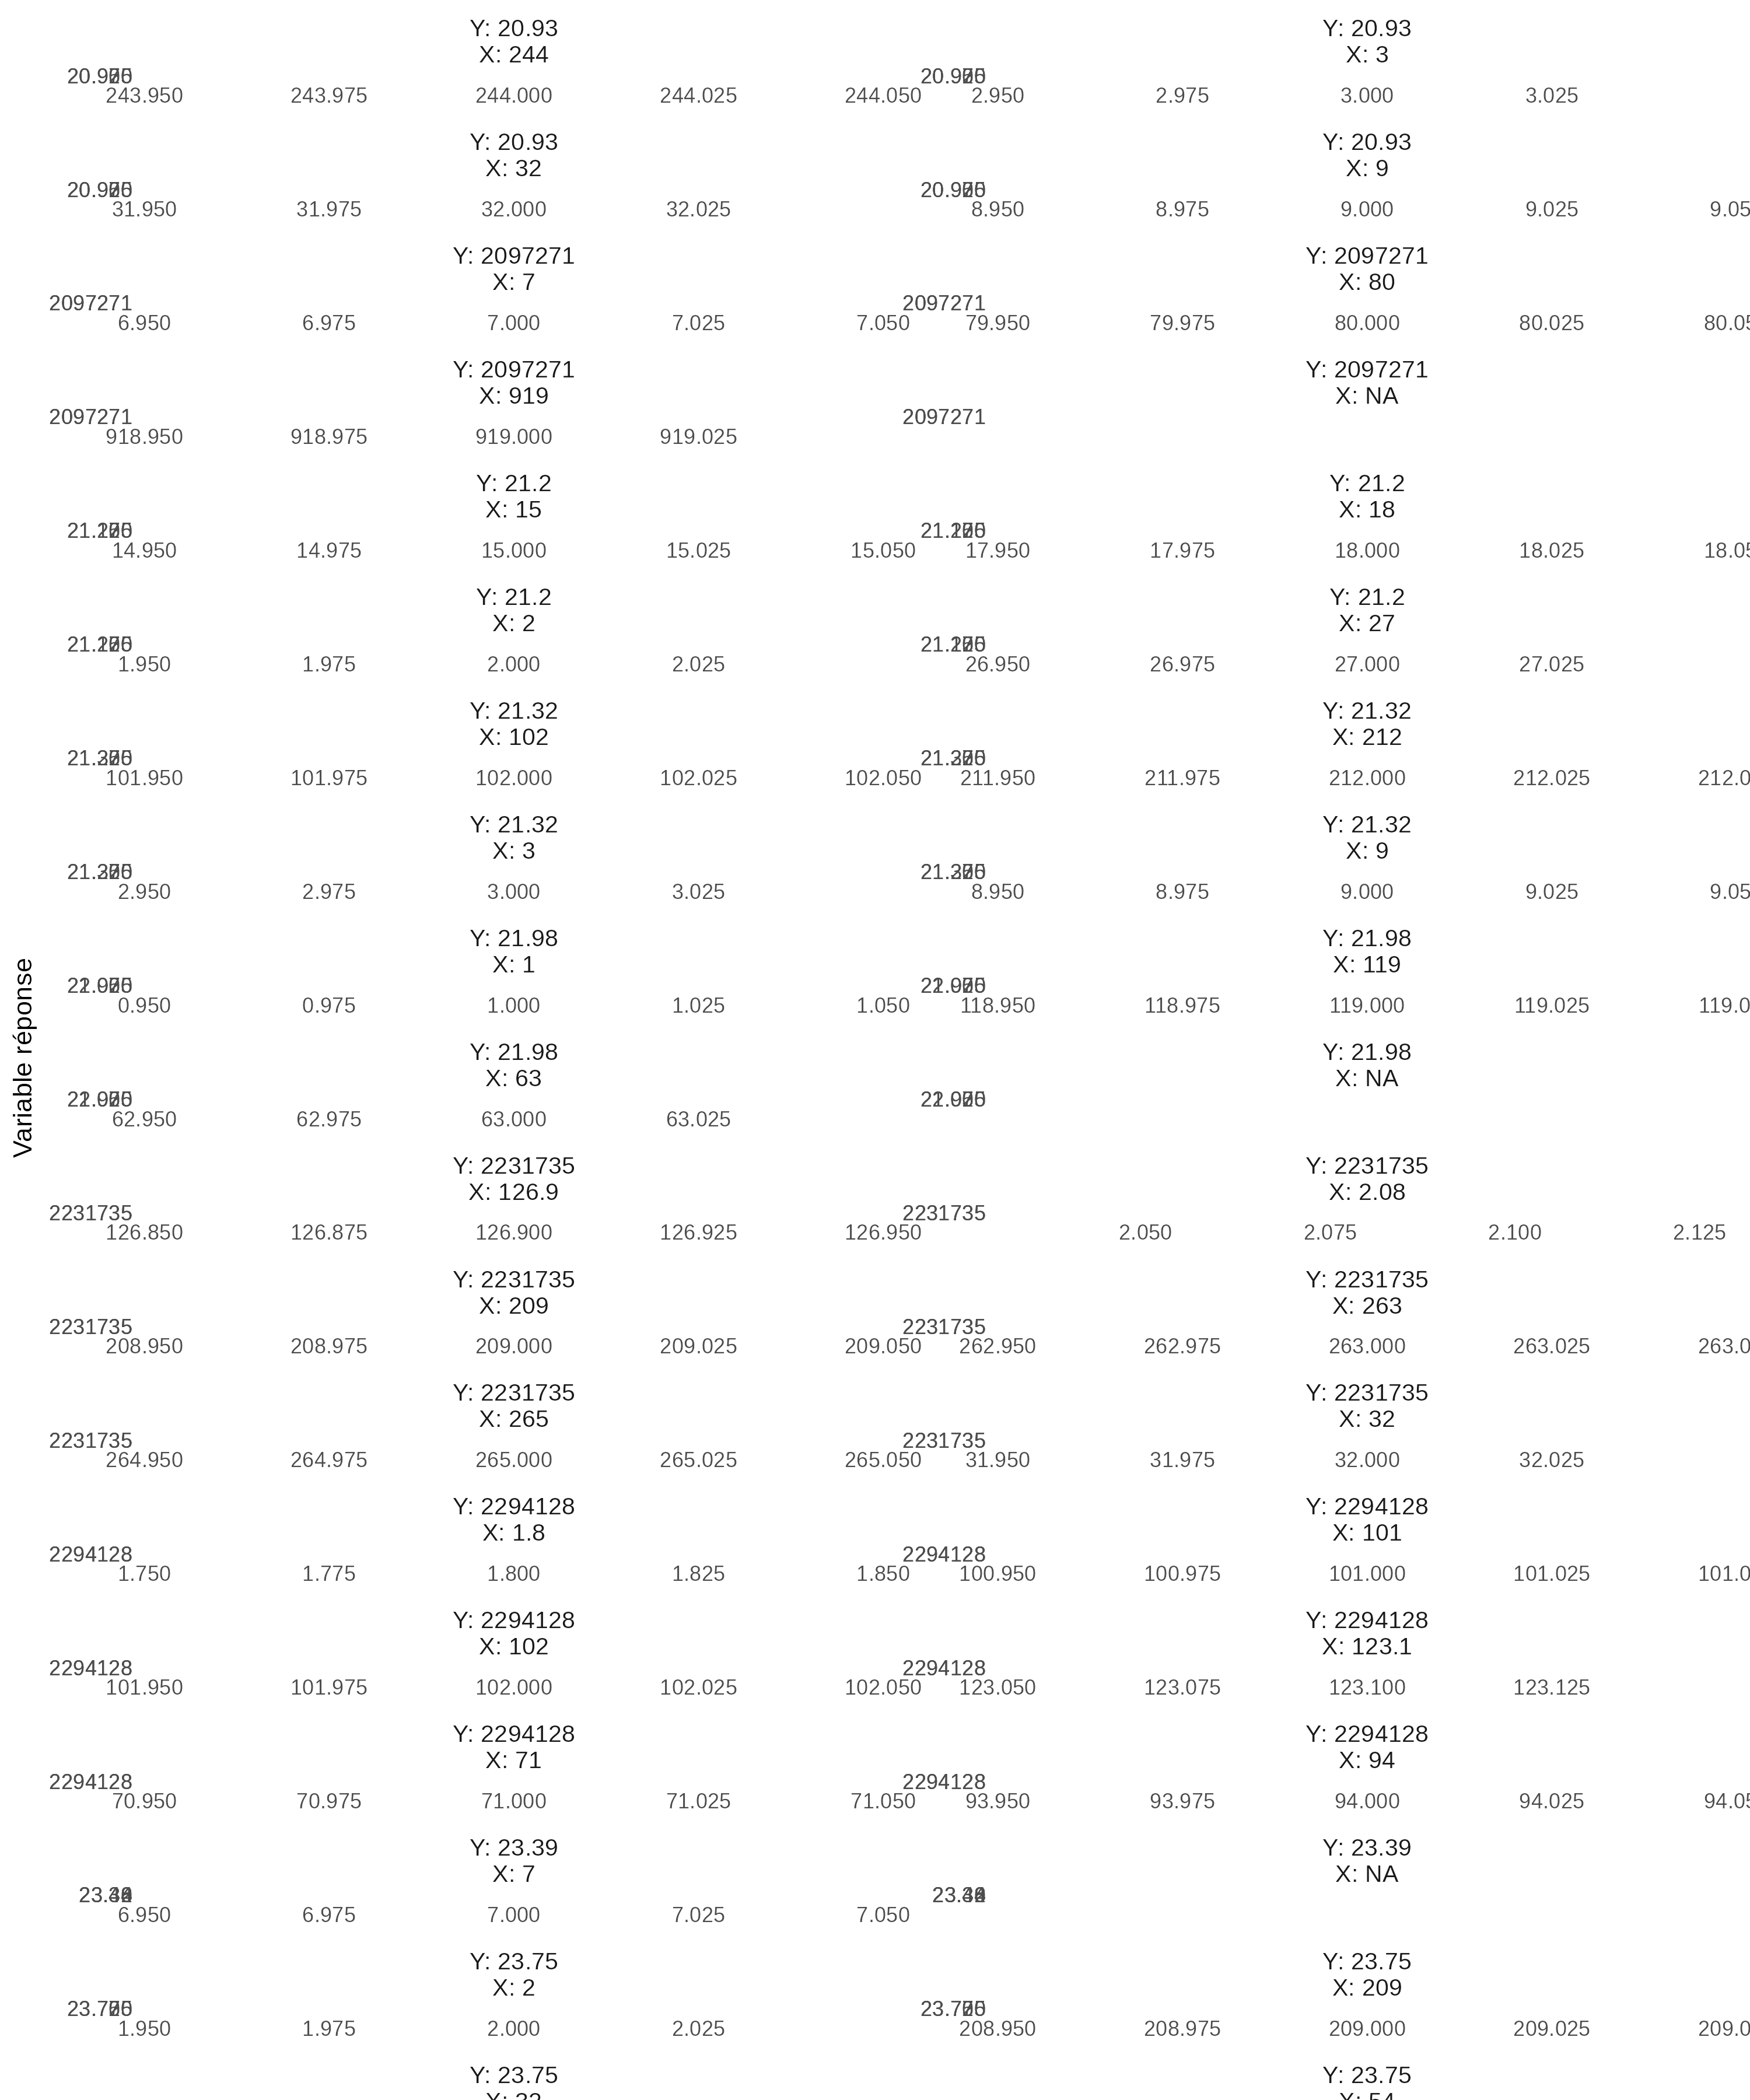 Y: 20.93 Y: 20.93
X: 244 X: 3
243.950 243.975 244.000 244.025 244.050 2.950 2.975 3.000 3.025
Y: 20.93 Y: 20.93
X: 32 X: 9
31.950 31.975 32.000 32.025 8.950 8.975 9.000 9.025 9.05
Y: 2097271 Y: 2097271
X: 7 X: 80
2097271 2097271
6.950 6.975 7.000 7.025 7.050 79.950 79.975 80.000 80.025 80.05
Y: 2097271 Y: 2097271
X: 919 X: NA
2097271 2097271
918.950 918.975 919.000 919.025
Y: 21.2 Y: 21.2
X: 15 X: 18
14.950 14.975 15.000 15.025 15.050 17.950 17.975 18.000 18.025 18.05
Y: 21.2 Y: 21.2
X: 2 X: 27
1.950 1.975 2.000 2.025 26.950 26.975 27.000 27.025
Y: 21.32 Y: 21.32
X: 102 X: 212
101.950 101.975 102.000 102.025 102.050 211.950 211.975 212.000 212.025 212.0
Y: 21.32 Y: 21.32
X: 3 X: 9
2.950 2.975 3.000 3.025 8.950 8.975 9.000 9.025 9.05
Y: 21.98 Y: 21.98
X: 1 X: 119
0.950 0.975 1.000 1.025 1.050 118.950 118.975 119.000 119.025 119.0
Variable réponse
Y: 21.98 Y: 21.98
X: 63 X: NA
62.950 62.975 63.000 63.025
Y: 2231735 Y: 2231735
X: 126.9 X: 2.08
2231735 2231735
126.850 126.875 126.900 126.925 126.950 2.050 2.075 2.100 2.125
Y: 2231735 Y: 2231735
X: 209 X: 263
2231735 2231735
208.950 208.975 209.000 209.025 209.050 262.950 262.975 263.000 263.025 263.0
Y: 2231735 Y: 2231735
X: 265 X: 32
2231735 2231735
264.950 264.975 265.000 265.025 265.050 31.950 31.975 32.000 32.025
Y: 2294128 Y: 2294128
X: 1.8 X: 101
2294128 2294128
1.750 1.775 1.800 1.825 1.850 100.950 100.975 101.000 101.025 101.0
Y: 2294128 Y: 2294128
X: 102 X: 123.1
2294128 2294128
101.950 101.975 102.000 102.025 102.050 123.050 123.075 123.100 123.125
Y: 2294128 Y: 2294128
X: 71 X: 94
2294128 2294128
70.950 70.975 71.000 71.025 71.050 93.950 93.975 94.000 94.025 94.05
Y: 23.39 Y: 23.39
X: 7 X: NA
6.950 6.975 7.000 7.025 7.050
Y: 23.75 Y: 23.75
X: 2 X: 209
1.950 1.975 2.000 2.025 208.950 208.975 209.000 209.025 209.0
Y: 23.75 Y: 23.75